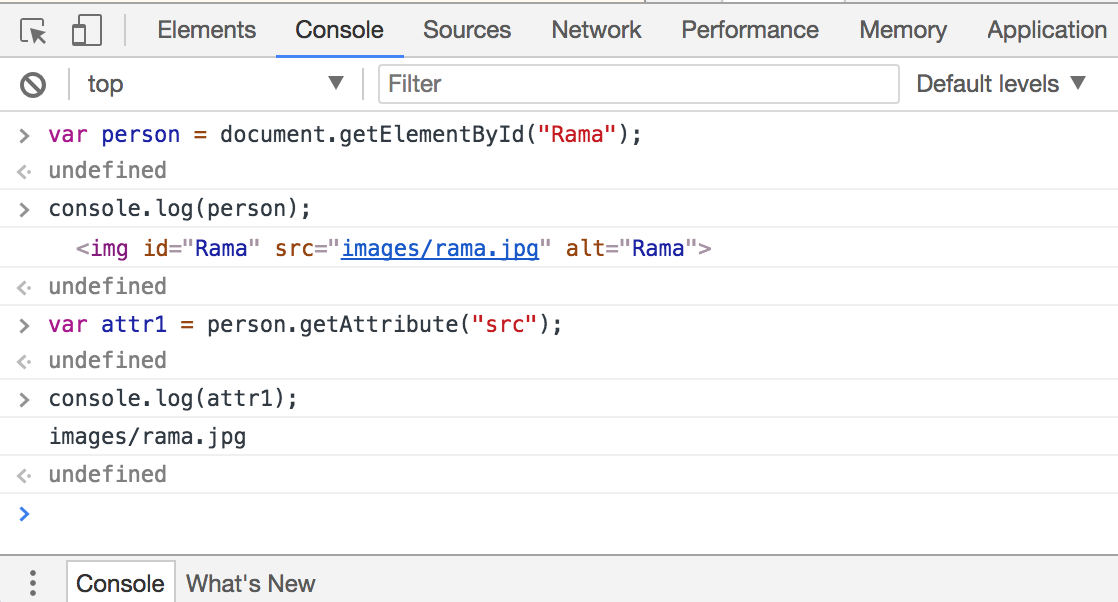 Elements Console Sources Network Performance Memory Application
top Filter Default levels
var person = document.getElementById("Rama");
undefined
console.log(person);
<img id="Rama" src="images/rama.jpg" alt="Rama">
undefined
var attr1 = person.getAttribute("src");
undefined
console.log(attr1);
images/rama.jpg
undefined
Console What's New